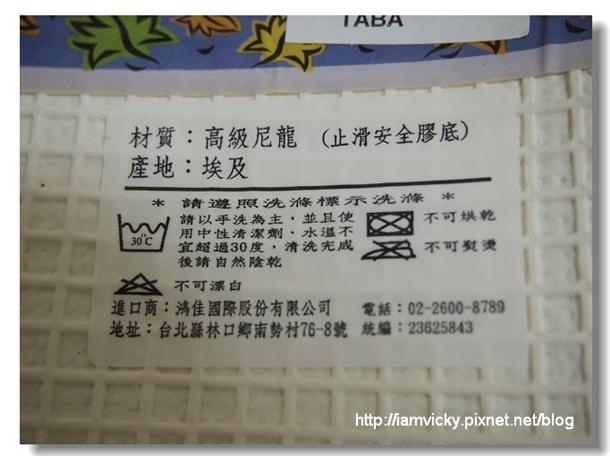 TABA
材質：高級尼龍 (止滑安全膠底)
產地：埃及
* 請遵照洗滌標示洗滌 *
30°C
請以手洗為主，並且使
用中性清潔劑，水溫不
宜超過30度，清洗完成
後請自然陰乾
不可烘乾
不可熨燙
不可漂白
進口商：鴻佳國際股份有限公司 電話：02-2600-8789
地址：台北縣林口鄉南勢村76-8號 統編：23625843
http://iamvicky.pixnet.net/blog